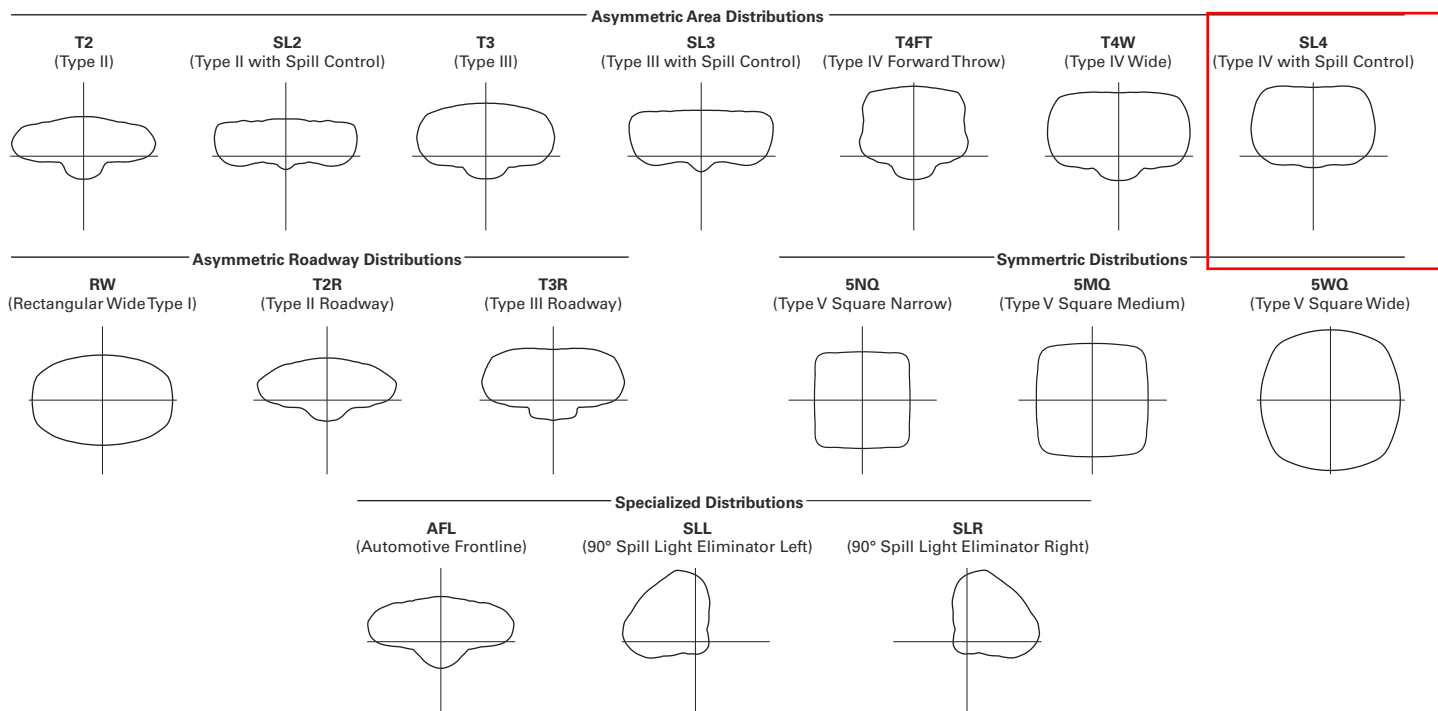 Asymmetric Area Distributions
T2
(Type II)
SL2
(Type II with Spill Control)
T3
(Type III)
SL3
(Type III with Spill Control)
T4FT
(Type IV Forward Throw)
T4W
(Type IV Wide)
SL4
(Type IV with Spill Control)
Asymmetric Roadway Distributions
RW
(Rectangular Wide Type I)
T2R
(Type II Roadway)
T3R
(Type III Roadway)
Symmertric Distributions
5NQ
(Type V Square Narrow)
5MQ
(Type V Square Medium)
5WQ
(Type V Square Wide)
Specialized Distributions
AFL
(Automotive Frontline)
SLL
(90° Spill Light Eliminator Left)
SLR
(90° Spill Light Eliminator Right)